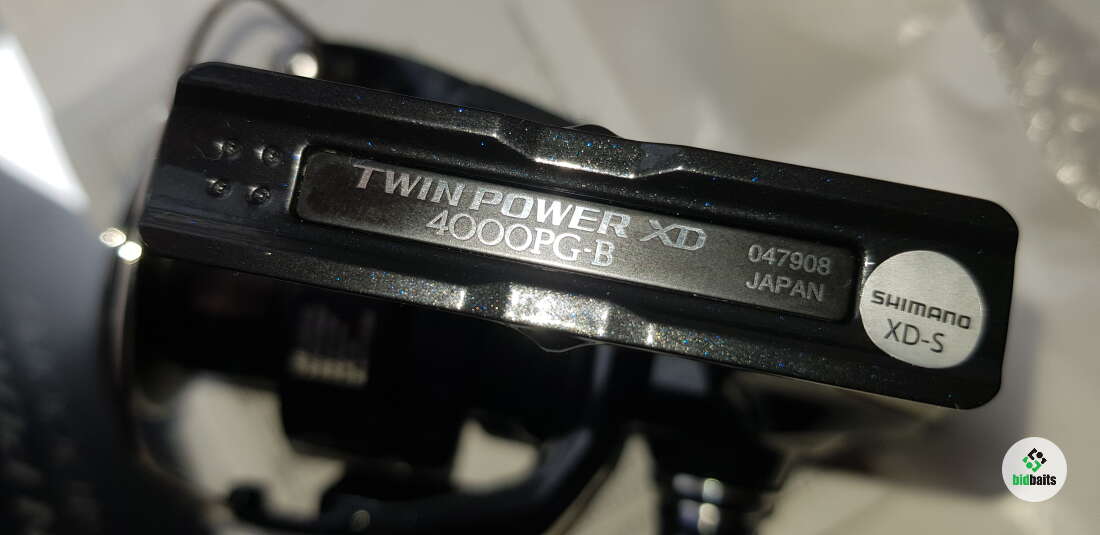 TWIN POWER XD
4000PG-B
047908
JAPAN
SHIMANO
XD-S
bidbaits